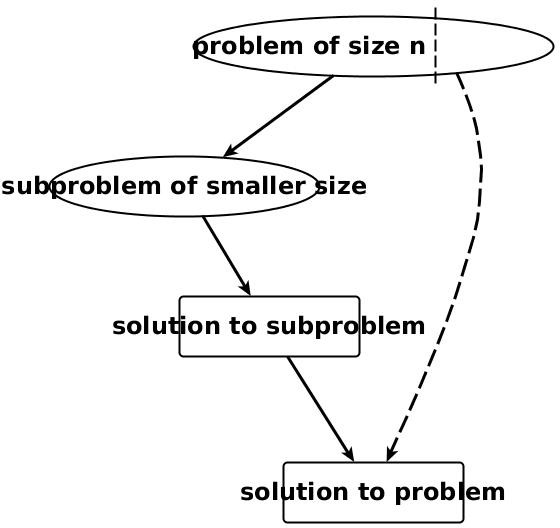 problem of size n
subproblem of smaller size
solution to subproblem
solution to problem